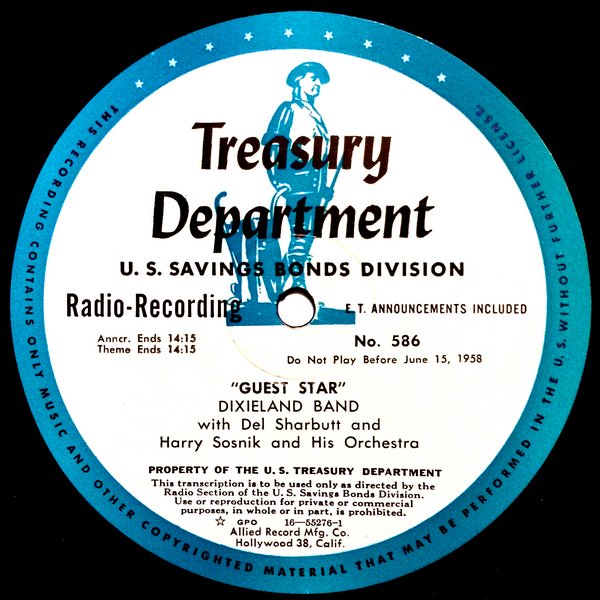 THIS RECORDING CONTAINS ONLY MUSIC AND OTHER COPYRIGHTED MATERIAL THAT MAY BE PERFORMED IN THE U.S. WITHOUT FURTHER LICENSE.
Treasury
Department
U. S. SAVINGS BONDS DIVISION
Radio-Recording
E.T. ANNOUNCEMENTS INCLUDED
Anncr. Ends 14:15
Theme Ends 14:15
No. 586
Do Not Play Before June 15, 1958
"GUEST STAR"
DIXIELAND BAND
with Del Sharbutt and
Harry Sosnik and His Orchestra
PROPERTY OF THE U. S. TREASURY DEPARTMENT
This transcription is to be used only as directed by the
Radio Section of the U. S. Savings Bonds Division.
Use or reproduction for private or commercial
purposes, in whole or in part, is prohibited.
☆ GPO 16—55276-1
Allied Record Mfg. Co.
Hollywood 38, Calif.